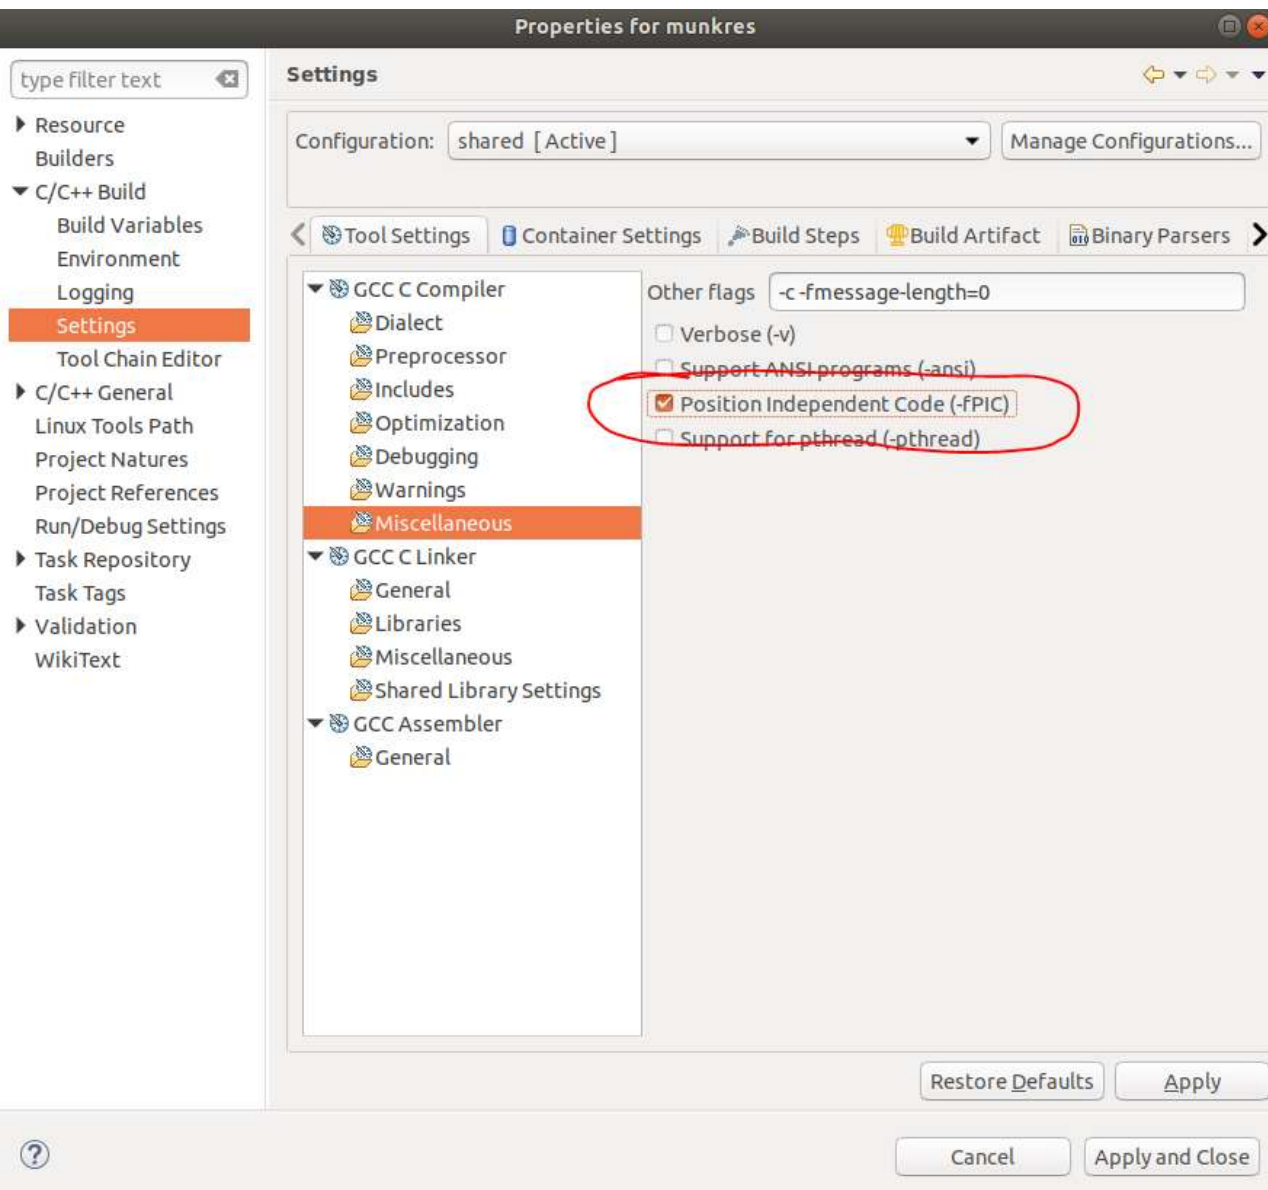 Properties for munkres
type filter text
Resource
Builders
C/C++ Build
Build Variables
Environment
Logging
Settings
Tool Chain Editor
C/C++ General
Linux Tools Path
Project Natures
Project References
Run/Debug Settings
Task Repository
Task Tags
Validation
WikiText
Settings
Configuration: shared [Active] Manage Configurations...
Tool Settings Container Settings Build Steps Build Artifact Binary Parsers
GCC C Compiler
Dialect
Preprocessor
Includes
Optimization
Debugging
Warnings
Miscellaneous
GCC C Linker
General
Libraries
Miscellaneous
Shared Library Settings
GCC Assembler
General
Other flags -c -fmessage-length=0
Verbose (-v)
Support ANSI programs (-ansi)
Position Independent Code (-fPIC)
Support for pthread (-pthread)
Restore Defaults Apply
Cancel Apply and Close